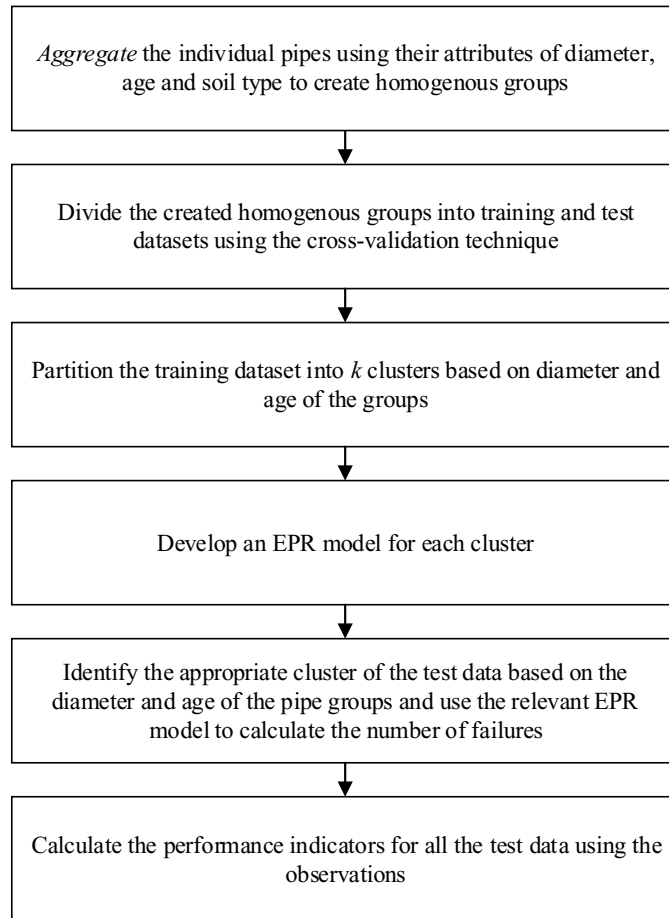 Aggregate the individual pipes using their attributes of diameter,
age and soil type to create homogenous groups
Divide the created homogenous groups into training and test
datasets using the cross-validation technique
Partition the training dataset into k clusters based on diameter and
age of the groups
Develop an EPR model for each cluster
Identify the appropriate cluster of the test data based on the
diameter and age of the pipe groups and use the relevant EPR
model to calculate the number of failures
Calculate the performance indicators for all the test data using the
observations